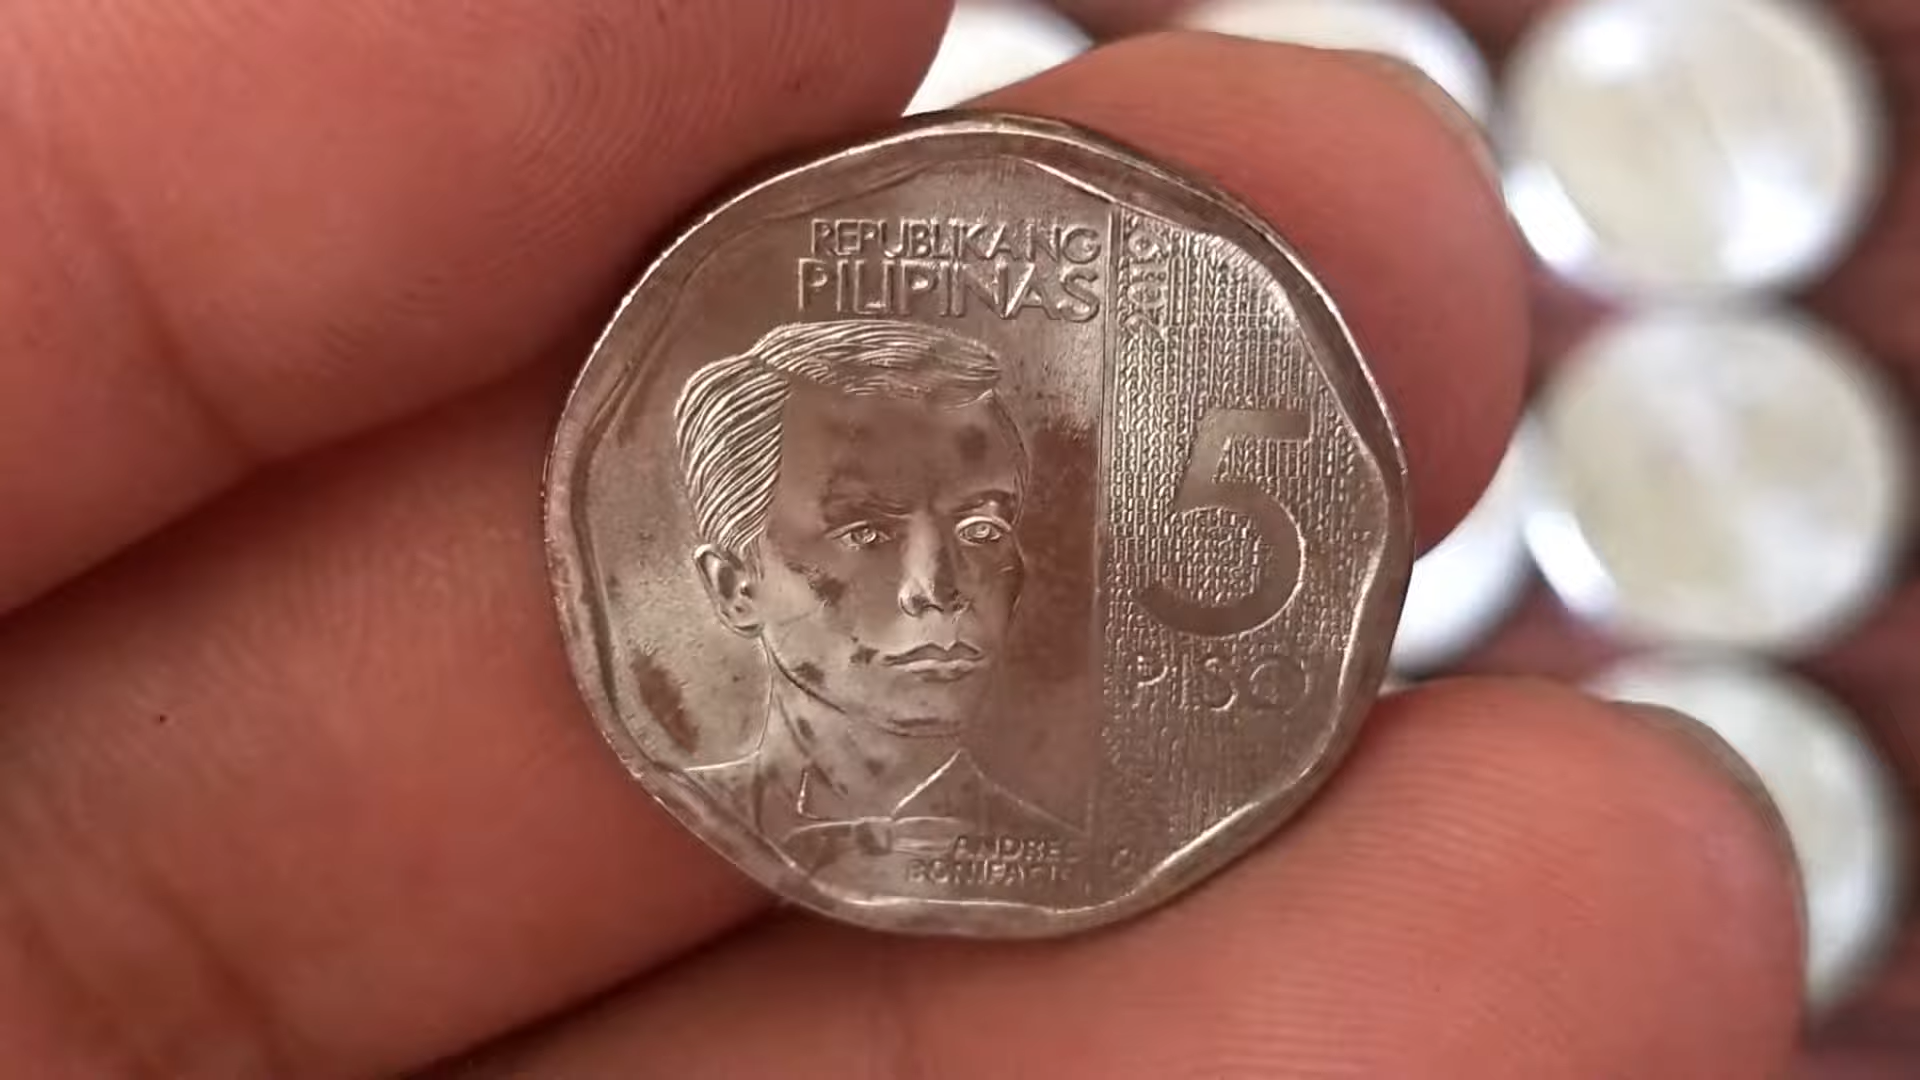 REPUBLIKA NG
PILIPINAS
2019
5
PISO
ANDRES
BONIFACIO